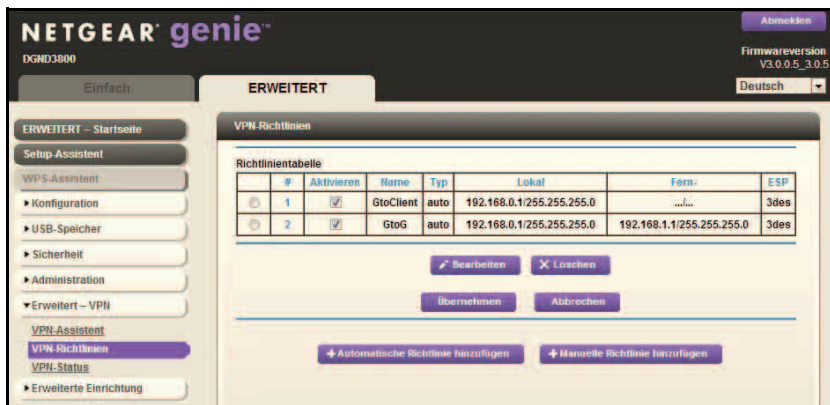 NETGEAR® genie™
Abmelden
DGND3800
Firmwareversion
V3.0.0.5_3.0.5
Einfach
ERWEITERT
Deutsch
ERWEITERT – Startseite
Setup-Assistent
WPS-Assistent
Konfiguration
USB-Speicher
Sicherheit
Administration
Erweitert – VPN
VPN-Assistent
VPN-Richtlinien
VPN-Status
Erweiterte Einrichtung
VPN-Richtlinien
Richtlinientabelle
# Aktivieren Name Typ Lokal Fern- ESP
1 GtoClient auto 192.168.0.1/255.255.255.0 .../... 3des
2 GtoG auto 192.168.0.1/255.255.255.0 192.168.1.1/255.255.255.0 3des
Bearbeiten X Löschen
Übernehmen Abbrechen
+ Automatische Richtlinie hinzufügen + Manuelle Richtlinie hinzufügen